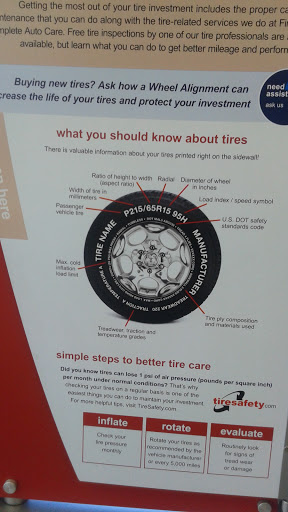 Getting the most out of your tire investment includes the proper ca
ntenance that you can do along with the tire-related services we do at Fir
mplete Auto Care. Free tire inspections by one of our tire professionals are
available, but learn what you can do to get better mileage and perform
Buying new tires? Ask how a Wheel Alignment can
crease the life of your tires and protect your investment
need
assist
ask us
what you should know about tires
There is valuable information about your tires printed right on the sidewall!
Ratio of height to width
(aspect ratio)
Radial
Diameter of wheel
in inches
Width of tire in
millimeters
Load index / speed symbol
Passenger
vehicle tire
U.S. DOT safety
standards code
P215/65R15 95H
TIRE NAME
MANUFACTURER
TREADWEAR 220 TRACTION A TEMPERATURE A
Max. cold
inflation
load limit
Treadwear, traction and
temperature grades
Tire ply composition
and materials used
here
simple steps to better tire care
Did you know tires can lose 1 psi of air pressure (pounds per square inch)
per month under normal conditions? That's why
checking your tires on a regular basis is one of the
easiest things you can do to maintain your investment.
For more helpful tips, visit TireSafety.com.
tiresafety.com
inflate
Check your
tire pressure
monthly
rotate
Rotate your tires as
recommended by the
vehicle manufacturer
or every 5,000 miles
evaluate
Routinely look
for signs of
tread wear
or damage